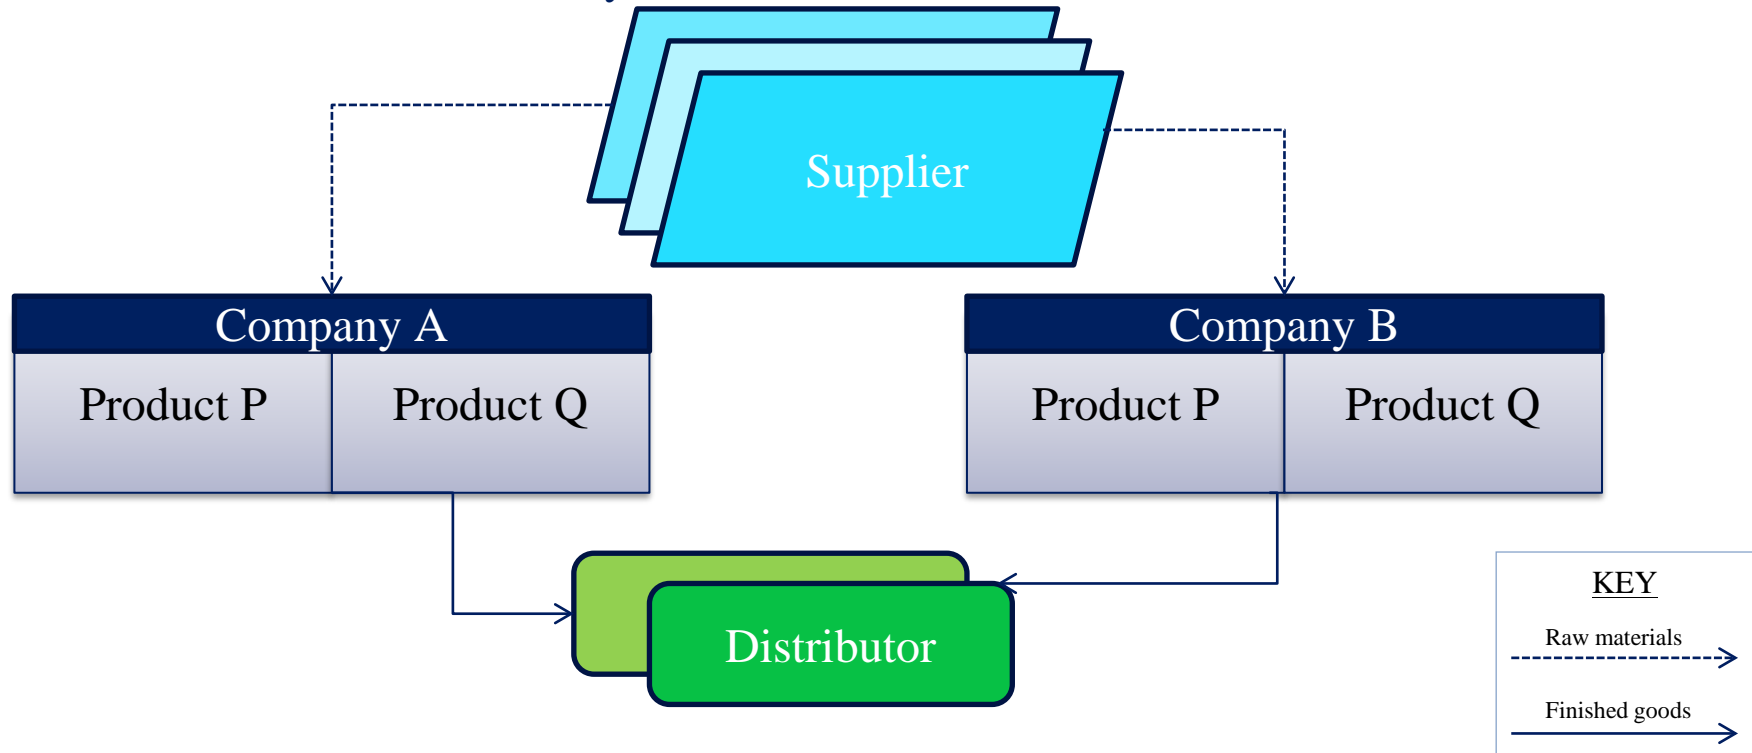 Supplier
Company A
Company B
Product P
Product Q
Product P
Product Q
Distributor
KEY
Raw materials
Finished goods